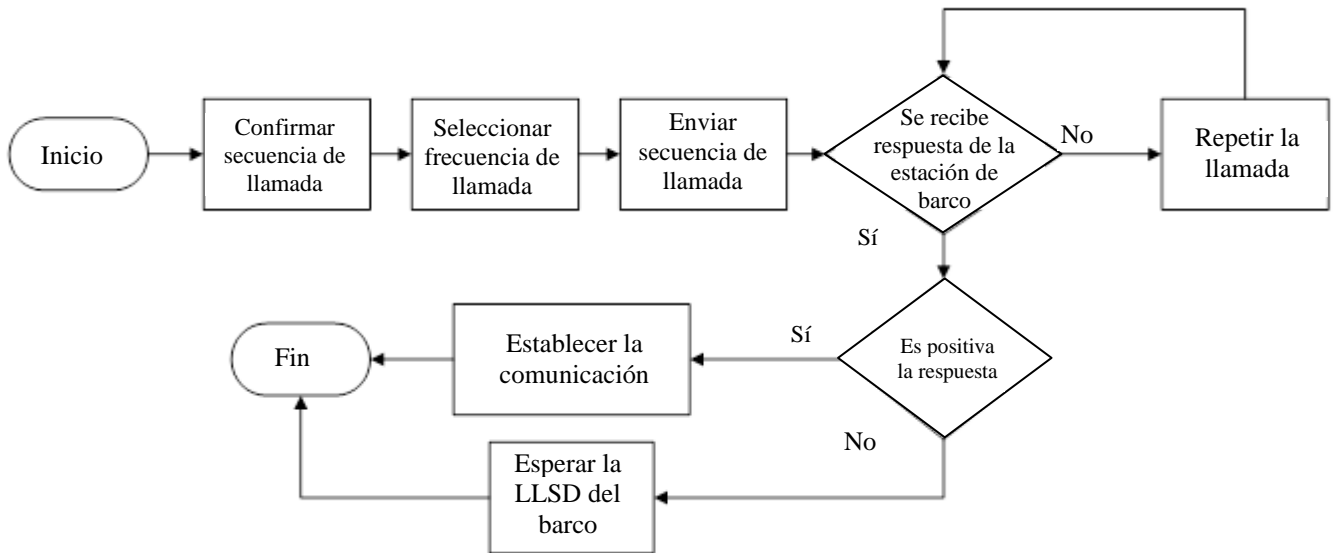 Inicio
Confirmar
secuencia de
llamada
Seleccionar
frecuencia de
llamada
Enviar
secuencia de
llamada
Se recibe
respuesta de la
estación de
barco
No
Repetir la
llamada
Sí
Es positiva
la respuesta
Sí
Establecer la
comunicación
Fin
No
Esperar la
LLSD del
barco